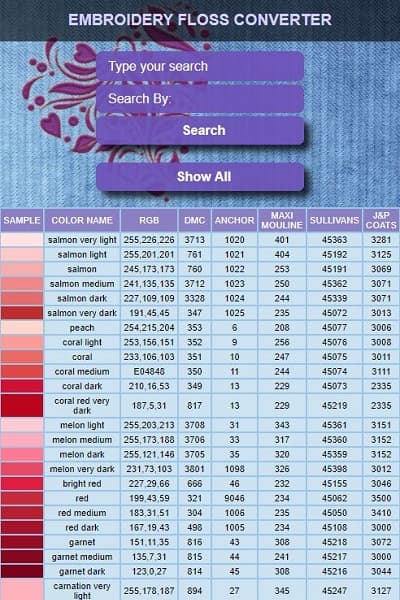 EMBROIDERY FLOSS CONVERTER
Type your search
Search By:
Search
Show All
SAMPLE COLOR NAME RGB DMC ANCHOR MAXI MOULINE SULLIVANS J&P COATS
salmon very light 255,226,226 3713 1020 401 45363 3281
salmon light 255,201,201 761 1021 404 45192 3125
salmon 245,173,173 760 1022 253 45191 3069
salmon medium 241,135,135 3712 1023 250 45362 3071
salmon dark 227,109,109 3328 1024 244 45339 3071
salmon very dark 191,45,45 347 1025 235 45072 3013
peach 254,215,204 353 6 208 45077 3006
coral light 253,156,151 352 9 256 45076 3008
coral 233,106,103 351 10 247 45075 3011
coral medium E04848 350 11 244 45074 3111
coral dark 210,16,53 349 13 229 45073 2335
coral red very dark 187,5,31 817 13 229 45219 2335
melon light 255,203,213 3708 31 343 45361 3151
melon medium 255,173,188 3706 33 317 45360 3152
melon dark 255,121,146 3705 35 320 45359 3152
melon very dark 231,73,103 3801 1098 326 45398 3012
bright red 227,29,66 666 46 232 45155 3046
red 199,43,59 321 9046 234 45062 3500
red medium 183,31,51 304 1006 235 45050 3410
red dark 167,19,43 498 1005 234 45108 3000
garnet 151,11,35 816 43 308 45218 3072
garnet medium 135,7,31 815 44 241 45217 3000
garnet dark 123,0,27 814 45 308 45216 3044
carnation very light 255,178,187 894 27 345 45247 3127